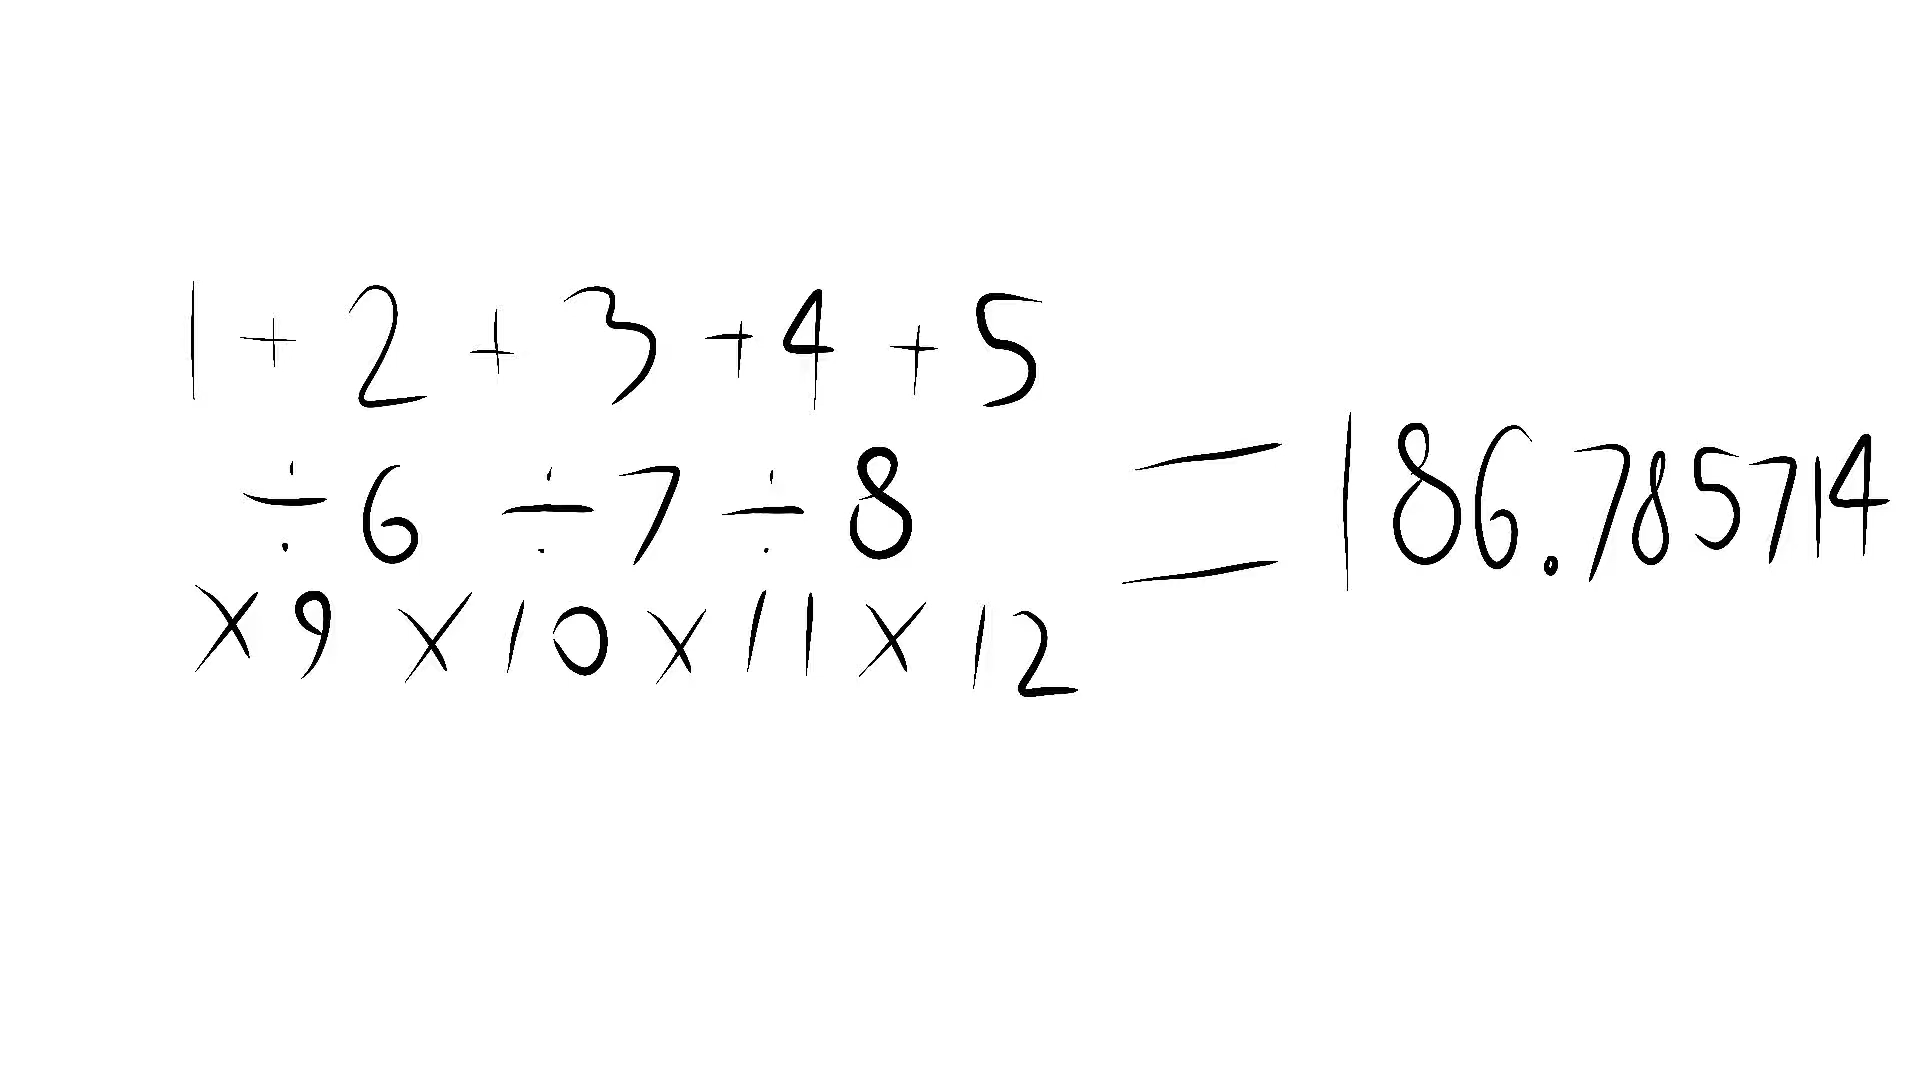 1 + 2 + 3 + 4 + 5
÷ 6 ÷ 7 ÷ 8
× 9 × 10 × 11 × 12
= 186.785714